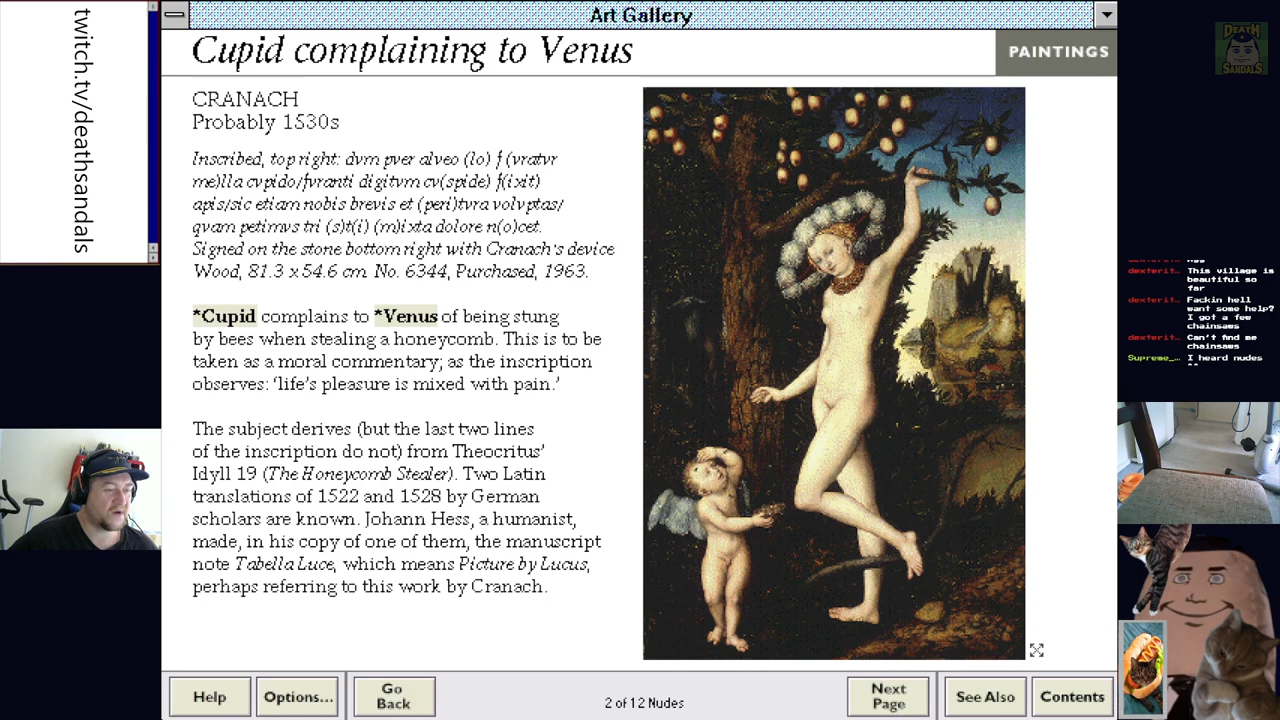 twitch.tv/deathsandals
Art Gallery
Cupid complaining to Venus
PAINTINGS
CRANACH
Probably 1530s
Inscribed, top right: dvm pver alveo (lo) f (vratvr
me)lla cvpido/fvranti digitvm cv(spide) f(ixit)
apis/sic etiam nobis brevis et (peri)tvra volvptas/
qvam petimvs tri (s)t(i) (m)ixta dolore n(o)cet.
Signed on the stone bottom right with Cranach's device
Wood, 81.3 x 54.6 cm. No. 6344, Purchased, 1963.
*Cupid complains to *Venus of being stung
by bees when stealing a honeycomb. This is to be
taken as a moral commentary; as the inscription
observes: 'life's pleasure is mixed with pain.'
The subject derives (but the last two lines
of the inscription do not) from Theocritus'
Idyll 19 (The Honeycomb Stealer). Two Latin
translations of 1522 and 1528 by German
scholars are known. Johann Hess, a humanist,
made, in his copy of one of them, the manuscript
note Tabella Luce, which means Picture by Lucus,
perhaps referring to this work by Cranach.
Help
Options...
Go
Back
2 of 12 Nudes
Next
Page
See Also
Contents
DEATH
SANDALS
dexterit... This village is
beautiful so
far
dexterit... Fackin hell
want some help?
I got a few
chainsaws
dexterit... Can't find me
chainsaws
Supreme_... I heard nudes